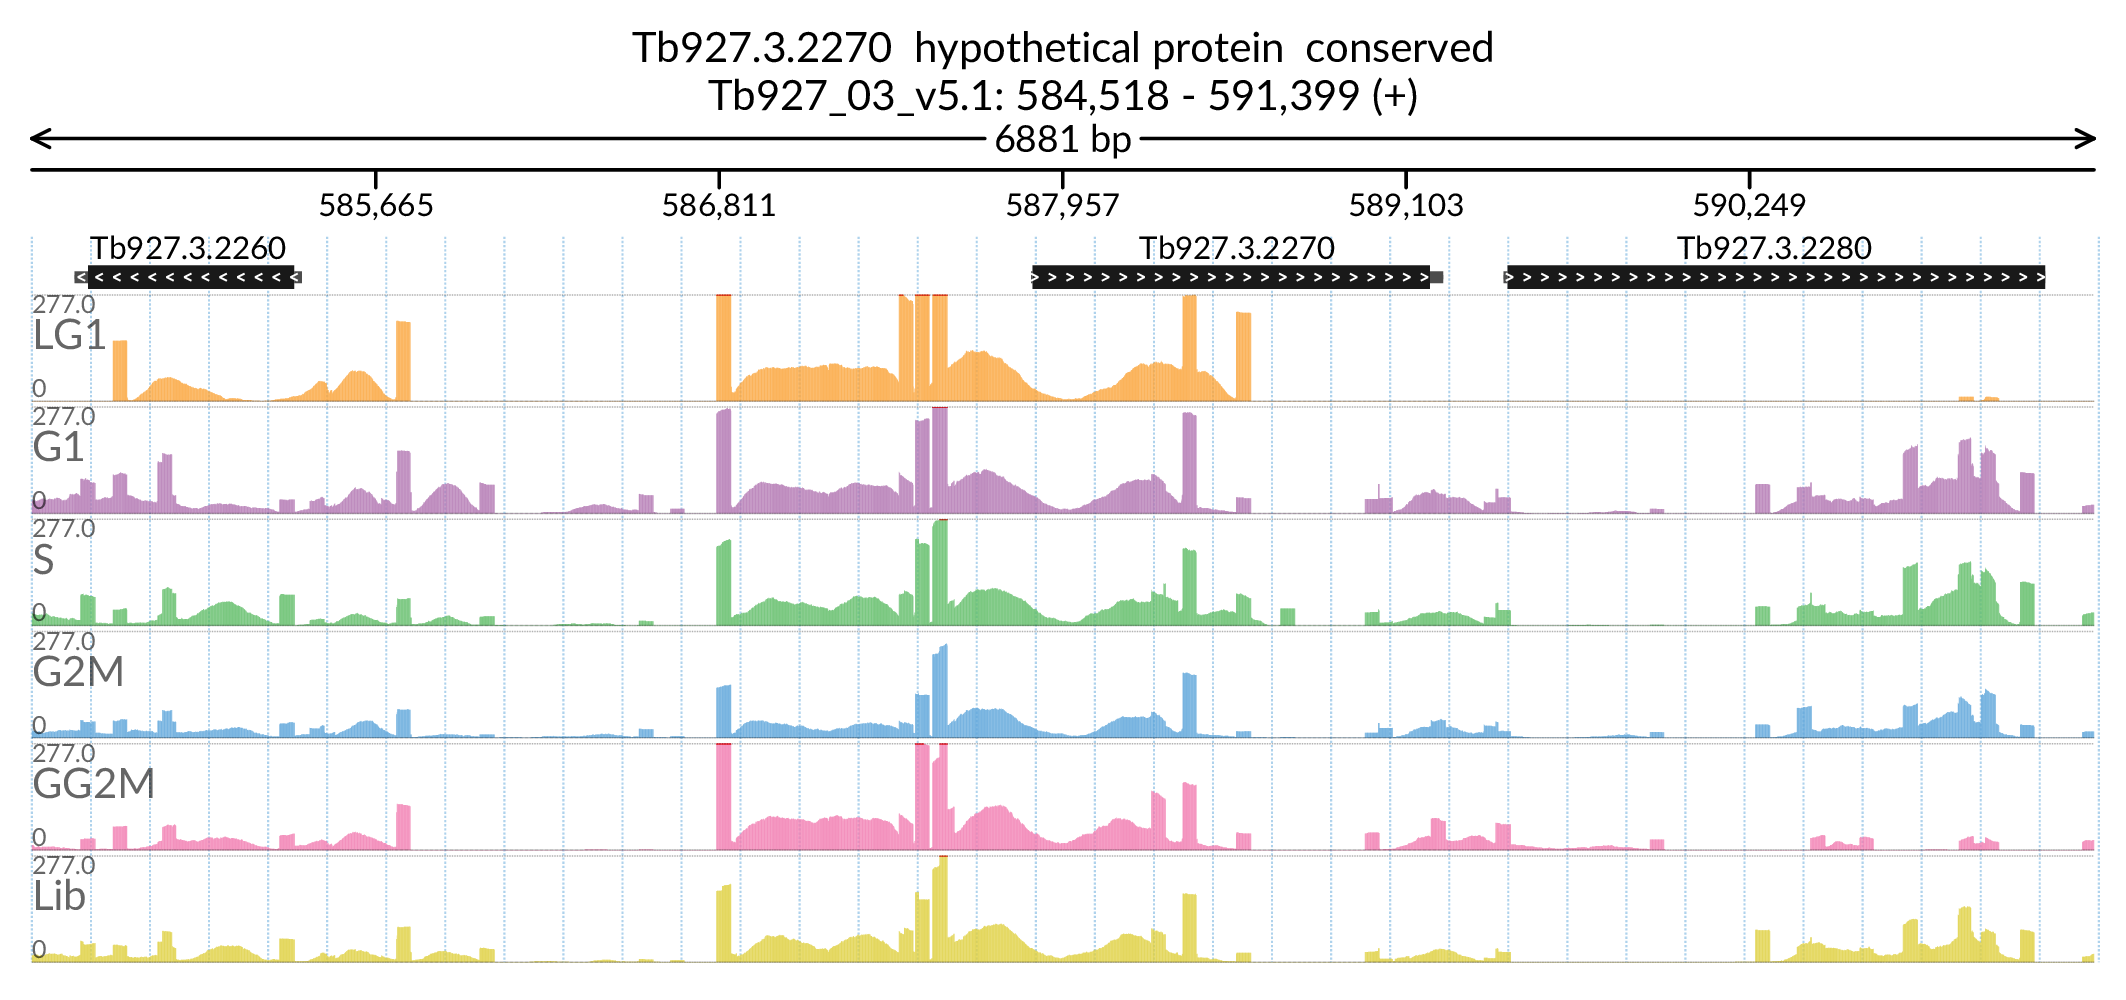 Tb927.3.2270  hypothetical protein  conserved
Tb927_03_v5.1: 584,518 - 591,399 (+)
6881 bp
585,665 586,811 587,957 589,103 590,249
Tb927.3.2260 Tb927.3.2270 Tb927.3.2280
277.0
LG1
0
277.0
G1
0
277.0
S
0
277.0
G2M
0
277.0
GG2M
0
277.0
Lib
0